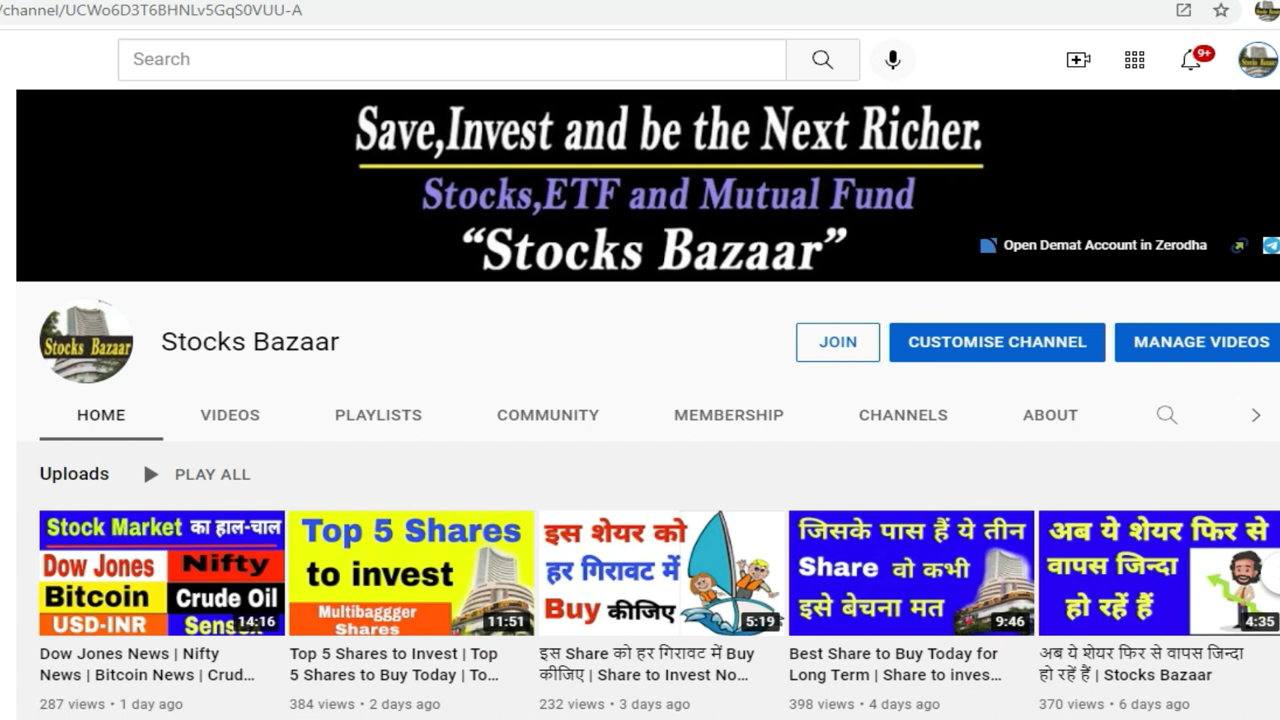 /channel/UCWo6D3T6BHNLv5GqS0VUU-A
Search
9+
Save,Invest and be the Next Richer.
Stocks,ETF and Mutual Fund
“Stocks Bazaar”
Open Demat Account in Zerodha
Stocks Bazaar
Stocks Bazaar
JOIN
CUSTOMISE CHANNEL
MANAGE VIDEOS
HOME
VIDEOS
PLAYLISTS
COMMUNITY
MEMBERSHIP
CHANNELS
ABOUT
Uploads
PLAY ALL
Stock Market का हाल-चाल
Dow Jones
Nifty
Bitcoin
Crude Oil
USD-INR
14:16
Dow Jones News | Nifty
News | Bitcoin News | Crud...
287 views • 1 day ago
Top 5 Shares
to invest
Multibaggger
Shares
11:51
Top 5 Shares to Invest | Top
5 Shares to Buy Today | To...
384 views • 2 days ago
इस शेयर को
हर गिरावट में
Buy कीजिए
5:19
इस Share को हर गिरावट में Buy
कीजिए | Share to Invest No...
232 views • 3 days ago
जिसके पास हैं ये तीन
Share वो कभी
इसे बेचना मत
9:46
Best Share to Buy Today for
Long Term | Share to inves...
398 views • 4 days ago
अब ये शेयर फिर से
वापस जिन्दा
हो रहें हैं
4:35
अब ये शेयर फिर से वापस जिन्दा
हो रहें हैं | Stocks Bazaar
370 views • 6 days ago